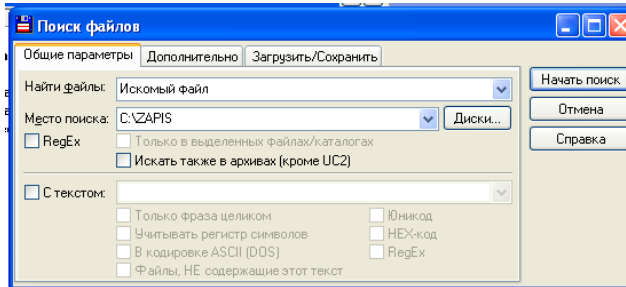 Поиск файлов
Общие параметры Дополнительно Загрузить/Сохранить
Найти файлы: Искомый файл Начать поиск
Место поиска: C:\ZAPIS Диски... Отмена
RegEx Только в выделенных файлах/каталогах Справка
Искать также в архивах (кроме UC2)
С текстом:
Только фраза целиком Юникод
Учитывать регистр символов HEX-код
В кодировке ASCII (DOS) RegEx
Файлы, НЕ содержащие этот текст